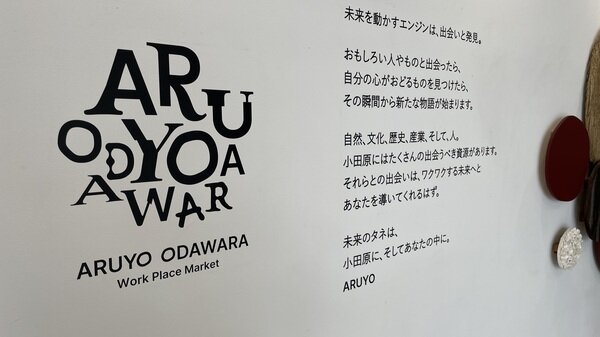 ARU
ODYOA
AWAR
ARUYO ODAWARA
Work Place Market
未来を動かすエンジンは、出会いと発見。
おもしろい人やものと出会ったら、
自分の心がおどるものを見つけたら、
その瞬間から新たな物語が始まります。
自然、文化、歴史、産業、そして、人。
小田原にはたくさんの出会うべき資源があります。
それらとの出会いは、ワクワクする未来へと
あなたを導いてくれるはず。
未来のタネは、
小田原に、そしてあなたの中に。
ARUYO